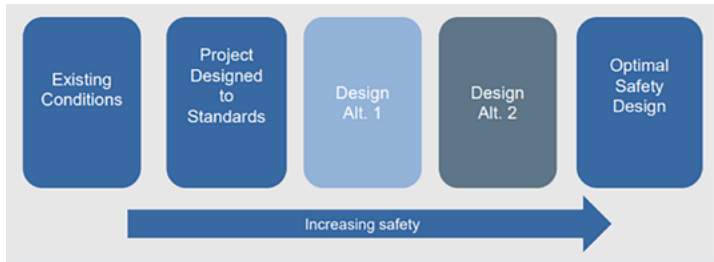 Existing
Conditions
Project
Designed
to
Standards
Design
Alt. 1
Design
Alt. 2
Optimal
Safety
Design
Increasing safety